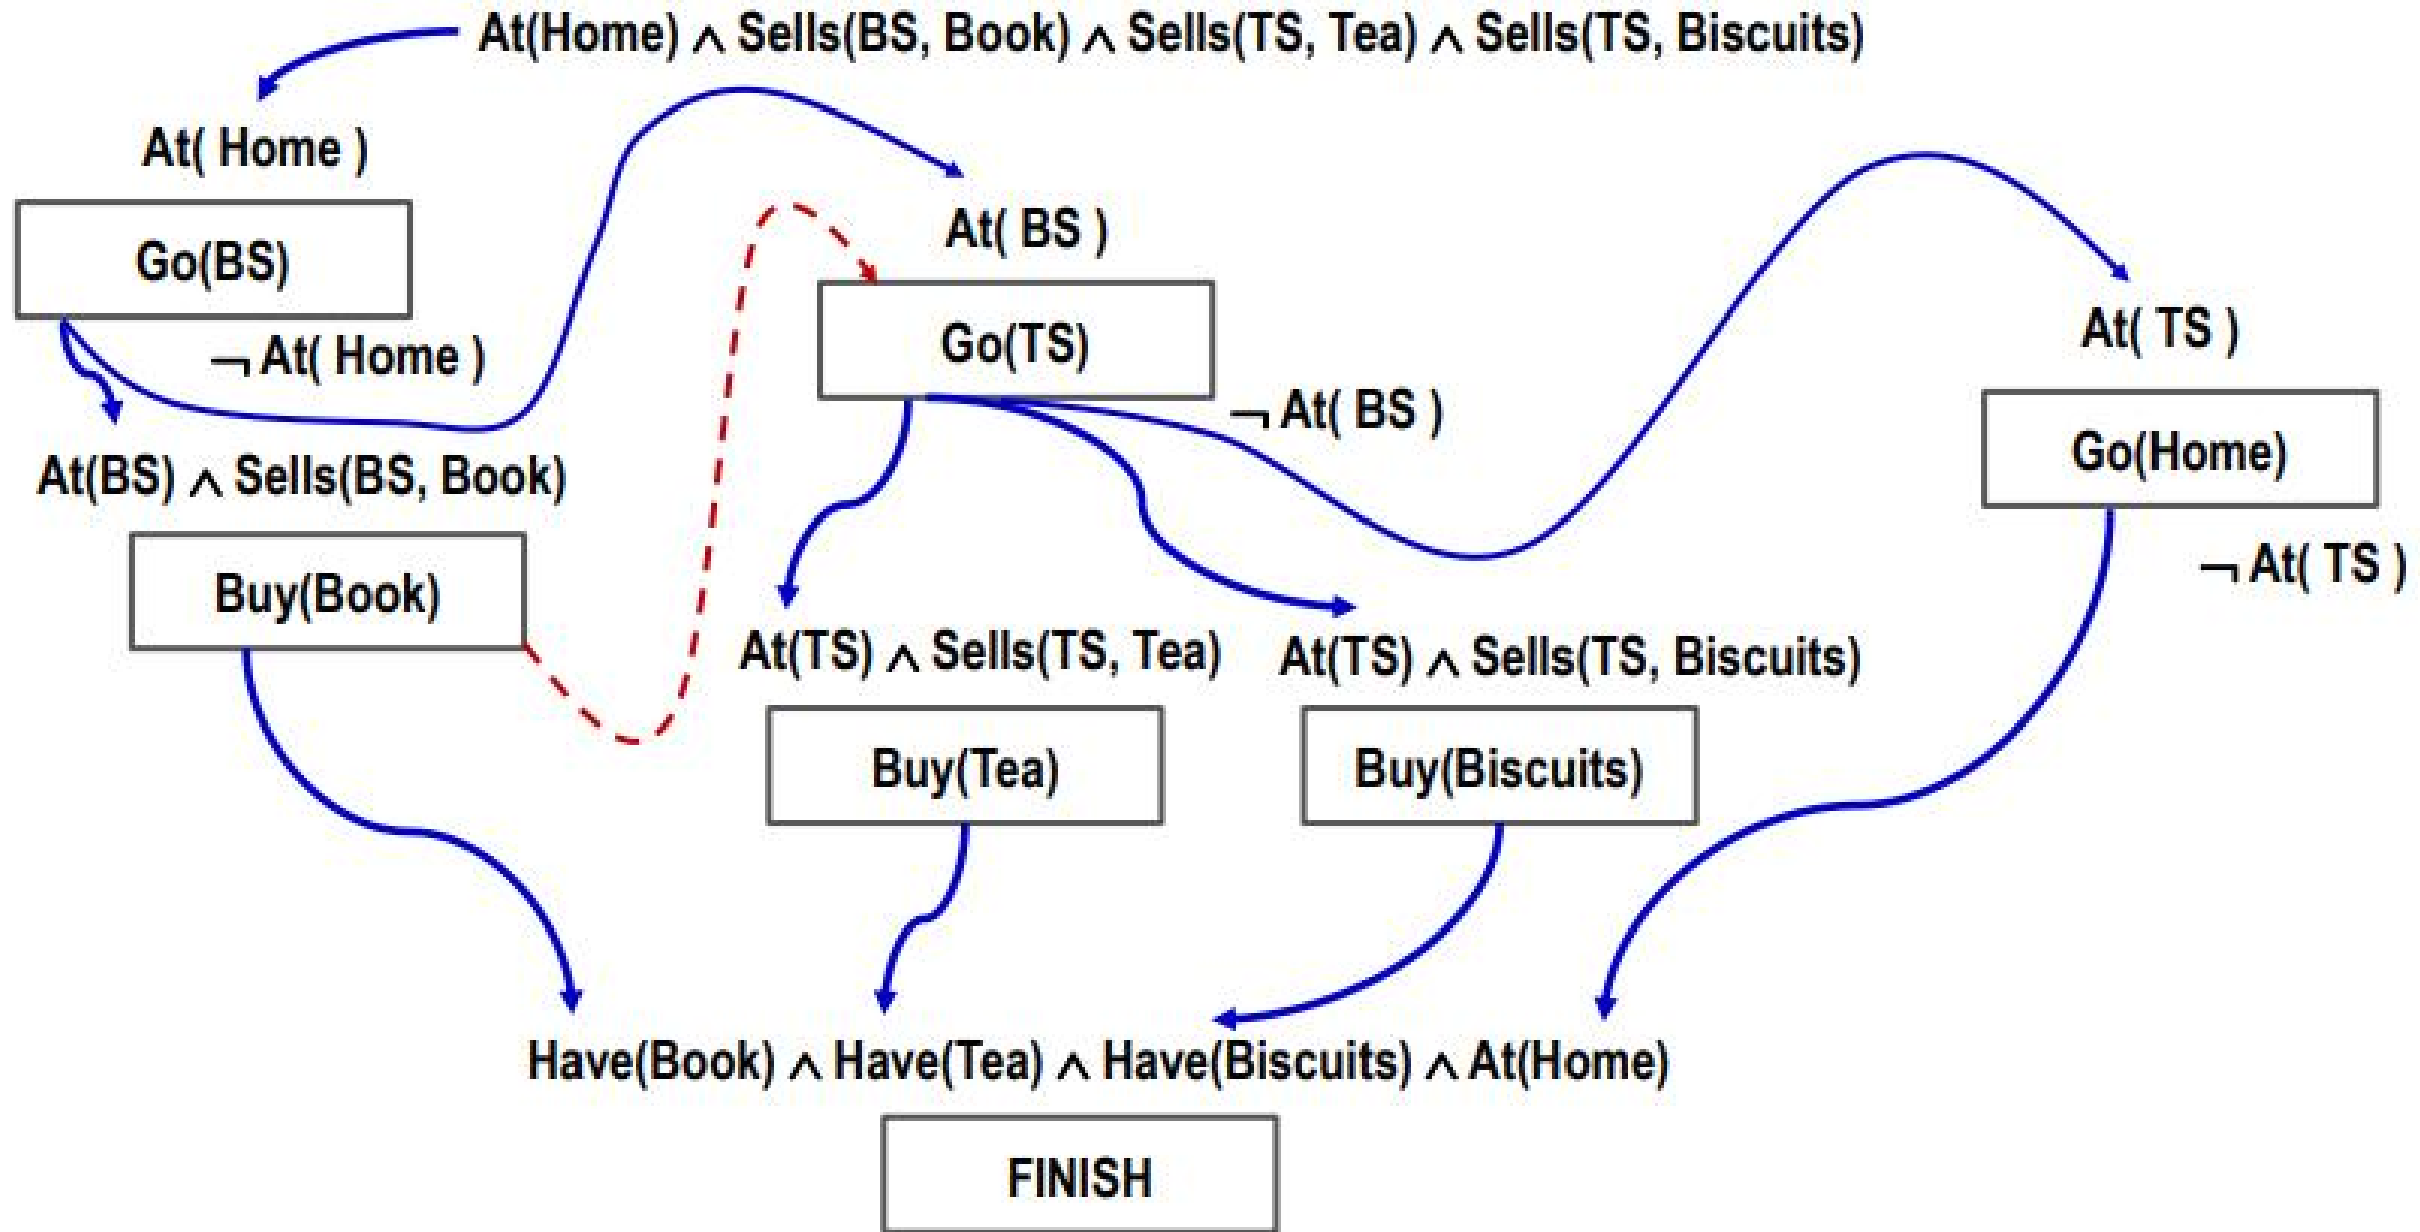 At(Home) ∧ Sells(BS, Book) ∧ Sells(TS, Tea) ∧ Sells(TS, Biscuits)
At( Home )
Go(BS)
¬ At( Home )
At(BS) ∧ Sells(BS, Book)
Buy(Book)
At( BS )
Go(TS)
¬ At( BS )
At(TS) ∧ Sells(TS, Tea)
Buy(Tea)
At(TS) ∧ Sells(TS, Biscuits)
Buy(Biscuits)
At( TS )
Go(Home)
¬ At( TS )
Have(Book) ∧ Have(Tea) ∧ Have(Biscuits) ∧ At(Home)
FINISH